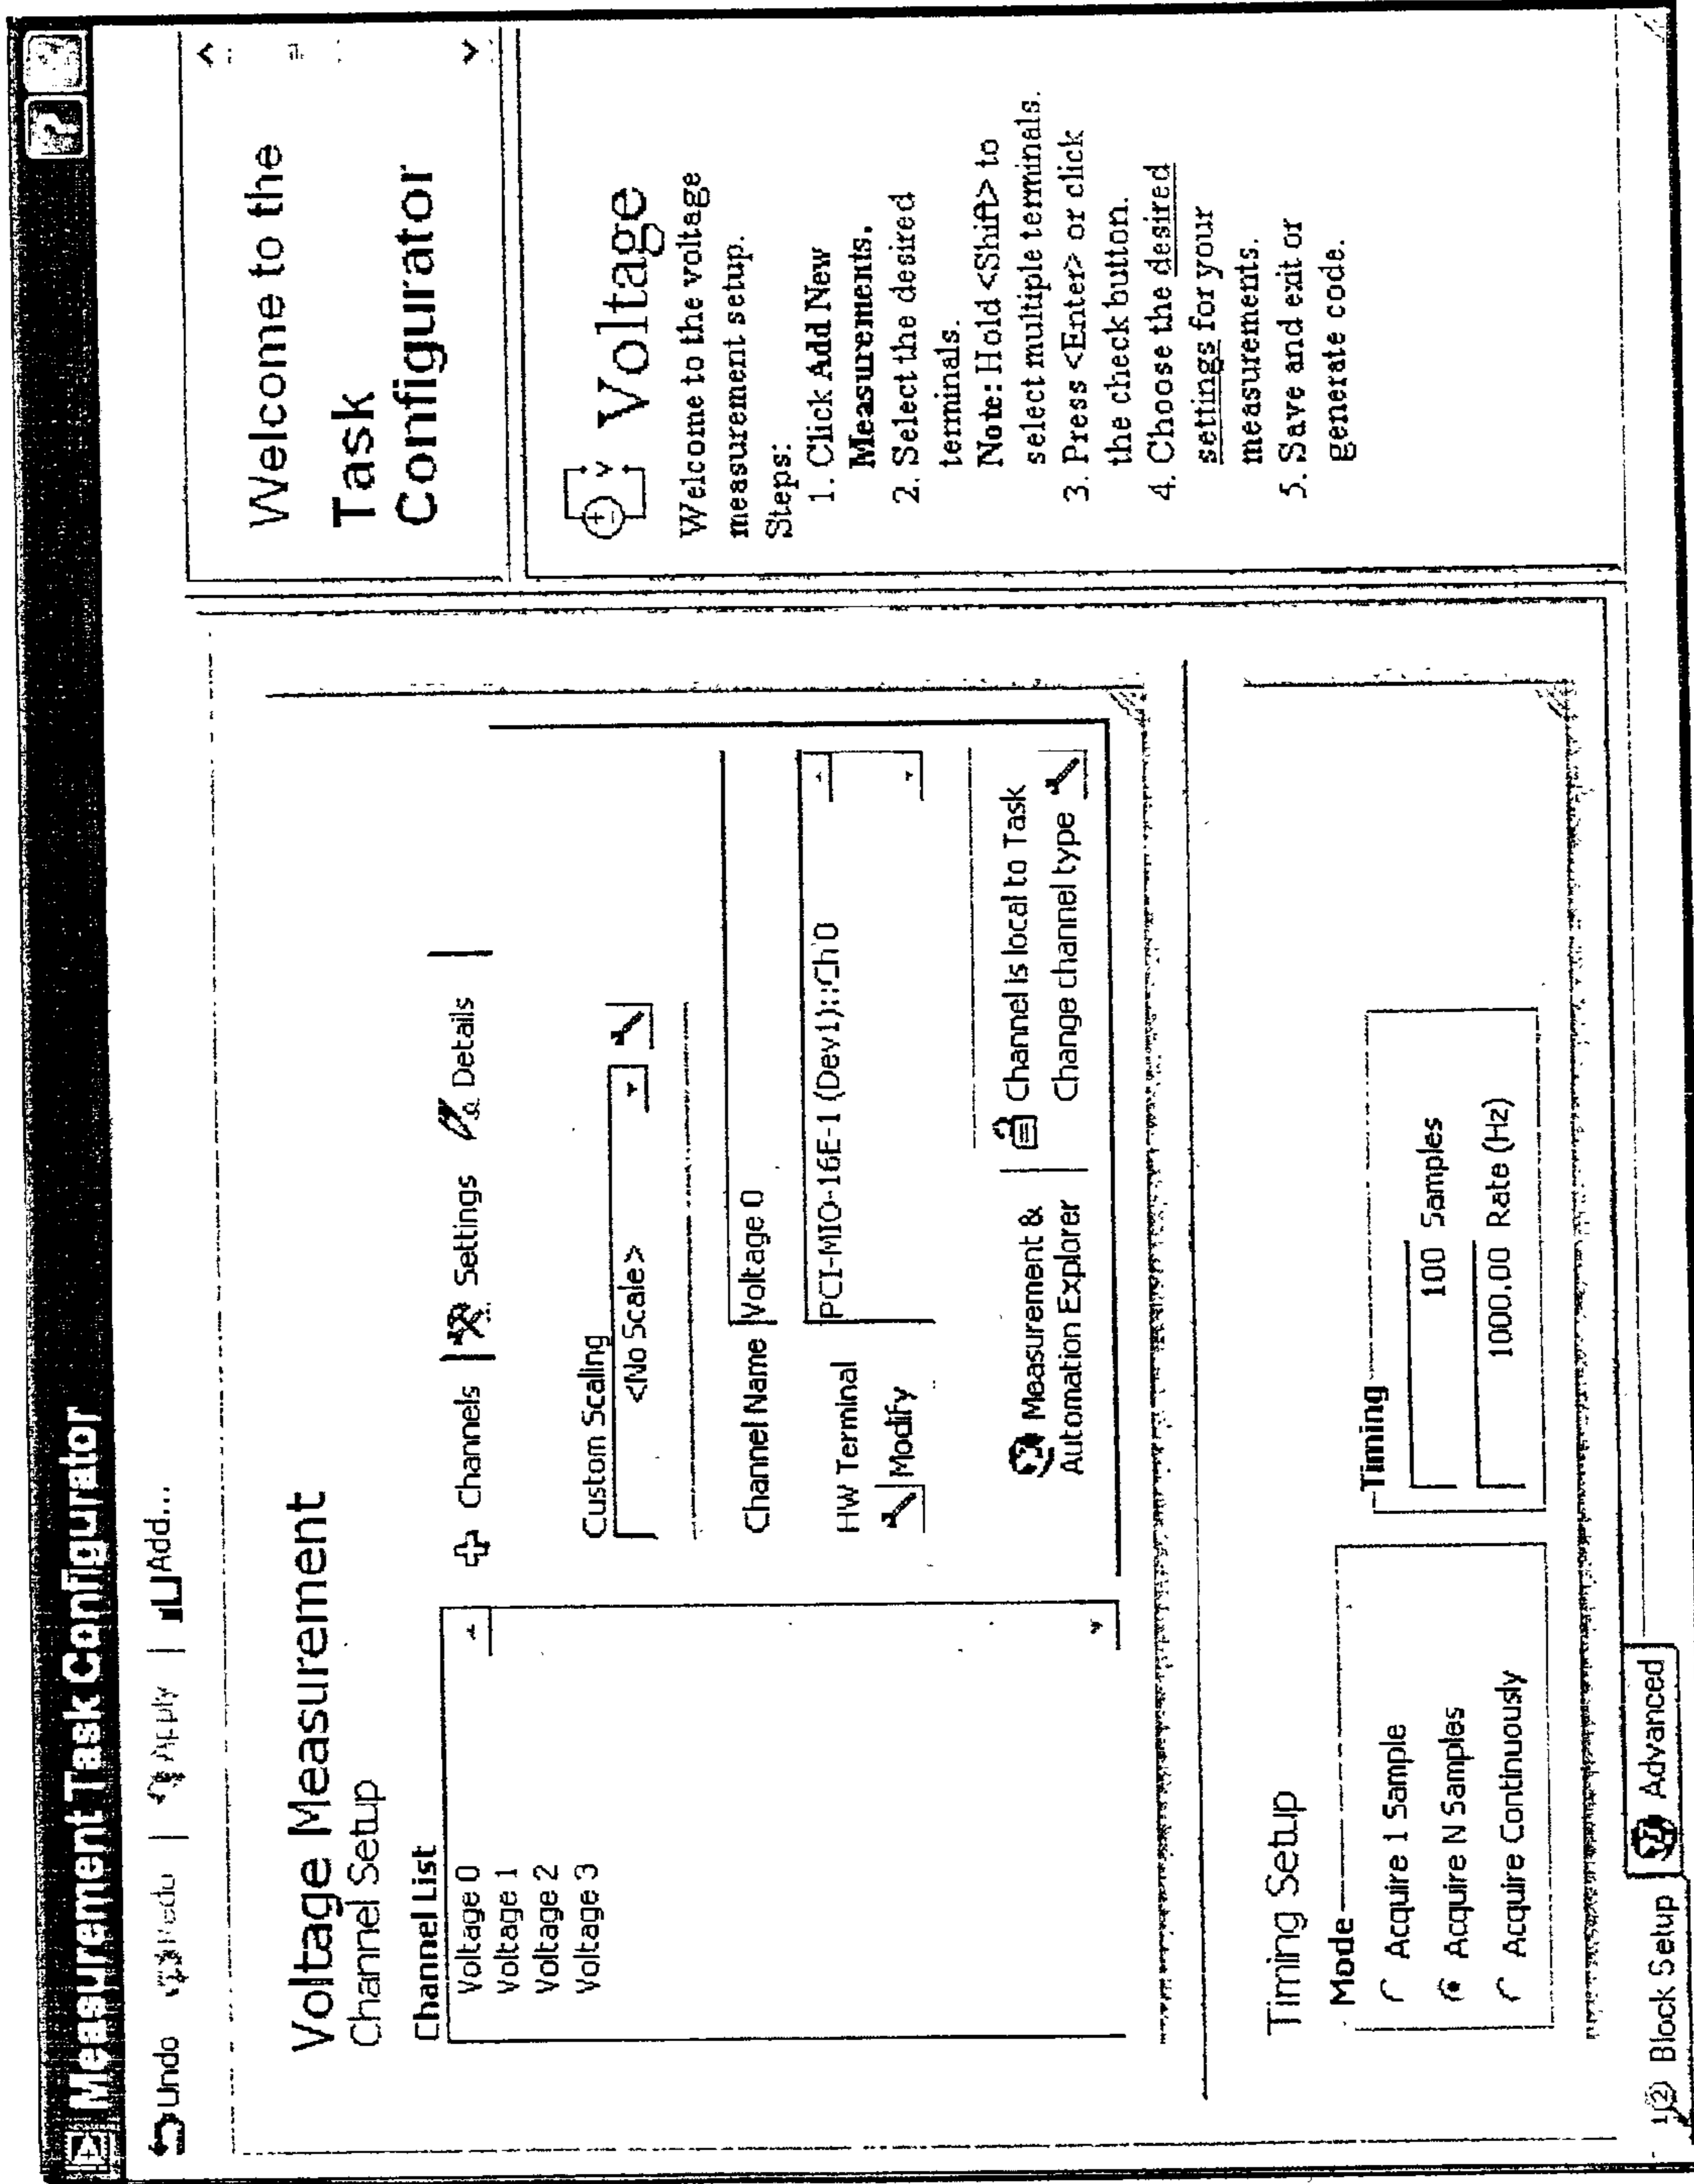 Measurement Task Configurator
Undo Redo Apply Add...
Voltage Measurement
Channel Setup
Channel List
Voltage 0
Voltage 1
Voltage 2
Voltage 3
Channels Settings Details
Custom Scaling
<No Scale>
Channel Name Voltage 0
HW Terminal PCI-MIO-16E-1 (Dev1)::Ch0
Modify
Measurement &
Automation Explorer
Channel is local to Task
Change channel type
Timing Setup
Mode
Acquire 1 Sample
Acquire N Samples
Acquire Continuously
Timing
100 Samples
1000.00 Rate (Hz)
Block Setup Advanced
?
Welcome to the
Task
Configurator
Voltage
Welcome to the voltage
measurement setup.
Steps:
1. Click Add New
Measurements.
2. Select the desired
terminals.
Note: Hold <Shift> to
select multiple terminals.
3. Press <Enter> or click
the check button.
4. Choose the desired
settings for your
measurements.
5. Save and exit or
generate code.